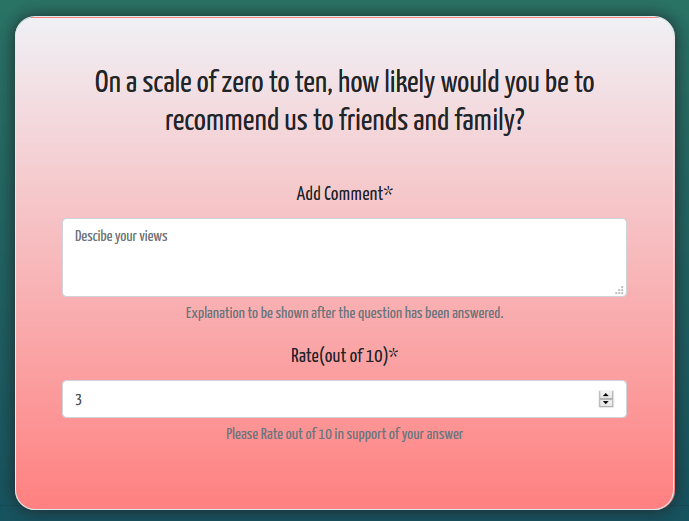 On a scale of zero to ten, how likely would you be to
recommend us to friends and family?
Add Comment*
Descibe your views
Explanation to be shown after the question has been answered.
Rate(out of 10)*
3
Please Rate out of 10 in support of your answer